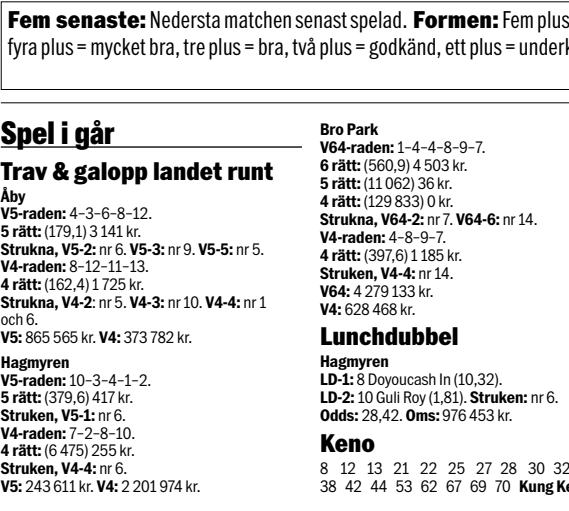 Fem senaste: Nedersta matchen senast spelad. Formen: Fem plus
fyra plus = mycket bra, tre plus = bra, två plus = godkänd, ett plus =
Spel i går
Trav & galopp landet runt
Åby
V5-raden: 4–3–6–8–12.
5 rätt: (179,1) 3 141 kr.
Strukna, V5-2: nr 6. V5-3: nr 9. V5-5: nr 5.
V4-raden: 8–12–11–13.
4 rätt: (162,4) 1 725 kr.
Strukna, V4-2: nr 5. V4-3: nr 10. V4-4: nr 1
och 6.
V5: 865 565 kr. V4: 373 782 kr.
Hagmyren
V5-raden: 10–3–4–1–2.
5 rätt: (379,6) 417 kr.
Struken, V5-1: nr 6.
V4-raden: 7–2–8–10.
4 rätt: (6 475) 255 kr.
Struken, V4-4: nr 6.
V5: 243 611 kr. V4: 2 201 974 kr.
Bro Park
V64-raden: 1–4–4–8–9–7.
6 rätt: (560,9) 4 503 kr.
5 rätt: (11 062) 36 kr.
4 rätt: (129 833) 0 kr.
Strukna, V64-2: nr 7. V64-6: nr 14.
V4-raden: 4–8–9–7.
4 rätt: (397,6) 1 185 kr.
Struken, V4-4: nr 14.
V64: 4 279 133 kr.
V4: 628 468 kr.
Lunchdubbel
Hagmyren
LD-1: 8 Doyoucash In (10,32).
LD-2: 10 Guli Roy (1,81). Struken: nr 6.
Odds: 28,42. Oms: 976 453 kr.
Keno
8 12 13 21 22 25 27 28 30 32
38 42 44 53 62 67 69 70 Kung